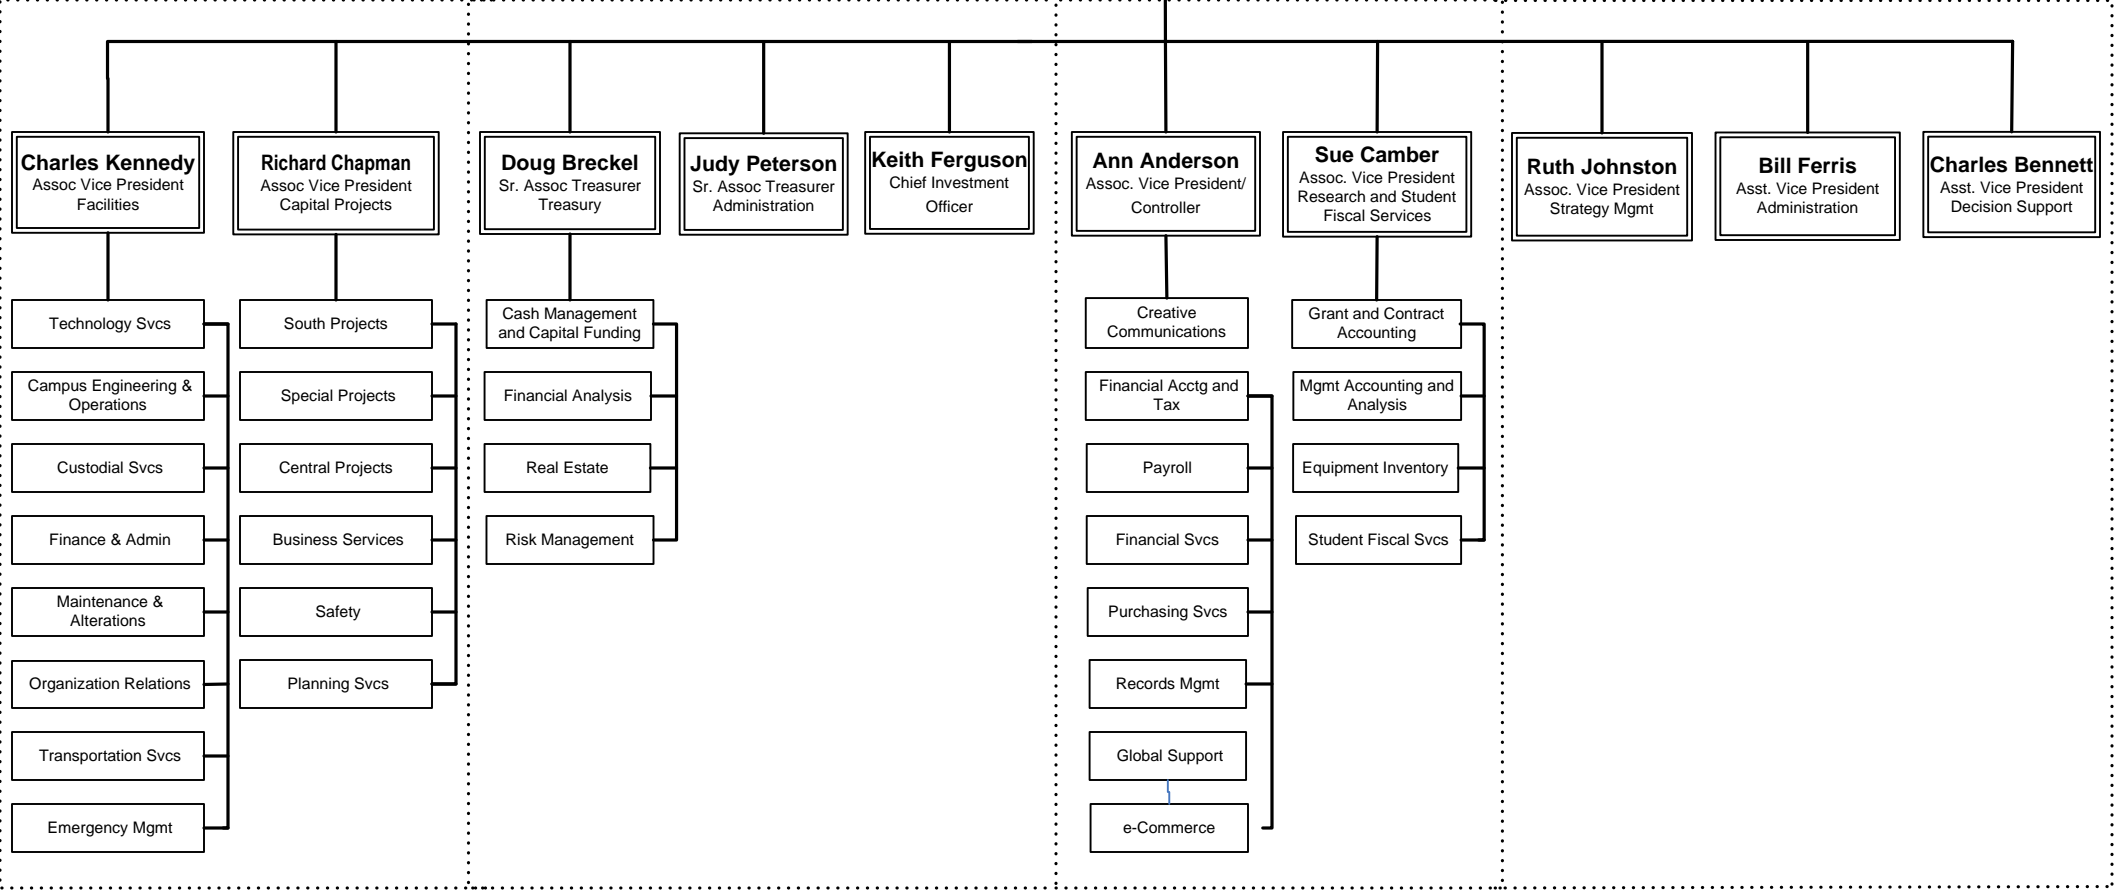 Charles Kennedy
Assoc Vice President
Facilities
Richard Chapman
Assoc Vice President
Capital Projects
Doug Breckel
Sr. Assoc Treasurer
Treasury
Judy Peterson
Sr. Assoc Treasurer
Administration
Keith Ferguson
Chief Investment
Officer
Ann Anderson
Assoc. Vice President/
Controller
Sue Camber
Assoc. Vice President
Research and Student
Fiscal Services
Ruth Johnston
Assoc. Vice President
Strategy Mgmt
Bill Ferris
Asst. Vice President
Administration
Charles Bennett
Asst. Vice President
Decision Support
Technology Svcs
Campus Engineering &
Operations
Custodial Svcs
Finance & Admin
Maintenance &
Alterations
Organization Relations
Transportation Svcs
Emergency Mgmt
South Projects
Special Projects
Central Projects
Business Services
Safety
Planning Svcs
Cash Management
and Capital Funding
Financial Analysis
Real Estate
Risk Management
Creative
Communications
Financial Acctg and
Tax
Payroll
Financial Svcs
Purchasing Svcs
Records Mgmt
Global Support
e-Commerce
Grant and Contract
Accounting
Mgmt Accounting and
Analysis
Equipment Inventory
Student Fiscal Svcs